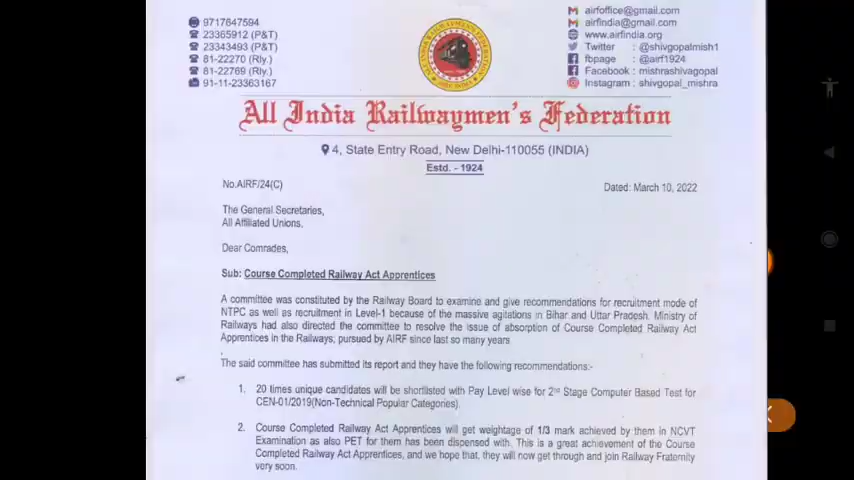 9717647594
23365912 (P&T)
23343493 (P&T)
81-22270 (Rly.)
81-22769 (Rly.)
91-11-23363167
airfoffice@gmail.com
airfindia@gmail.com
www.airfindia.org
Twitter : @shivgopalmish1
fbpage : @airf1924
Facebook : mishrashivagopal
Instagram : shivgopal_mishra
All India Railwaymen's Federation
4, State Entry Road, New Delhi-110055 (INDIA)
Estd. - 1924
No.AIRF/24(C)
Dated: March 10, 2022
The General Secretaries,
All Affiliated Unions,
Dear Comrades,
Sub: Course Completed Railway Act Apprentices
A committee was constituted by the Railway Board to examine and give recommendations for recruitment mode of
NTPC as well as recruitment in Level-1 because of the massive agitations in Bihar and Uttar Pradesh, Ministry of
Railways had also directed the committee to resolve the issue of absorption of Course Completed Railway Act
Apprentices in the Railways, pursued by AIRF since last so many years
The said committee has submitted its report and they have the following recommendations:-
1. 20 times unique candidates will be shortlisted with Pay Level wise for 2nd Stage Computer Based Test for
CEN-01/2019(Non-Technical Popular Categories).
2. Course Completed Railway Act Apprentices will get weightage of 1/3 mark achieved by them in NCVT
Examination as also PET for them has been dispensed with. This is a great achievement of the Course
Completed Railway Act Apprentices, and we hope that, they will now get through and join Railway Fraternity
very soon.